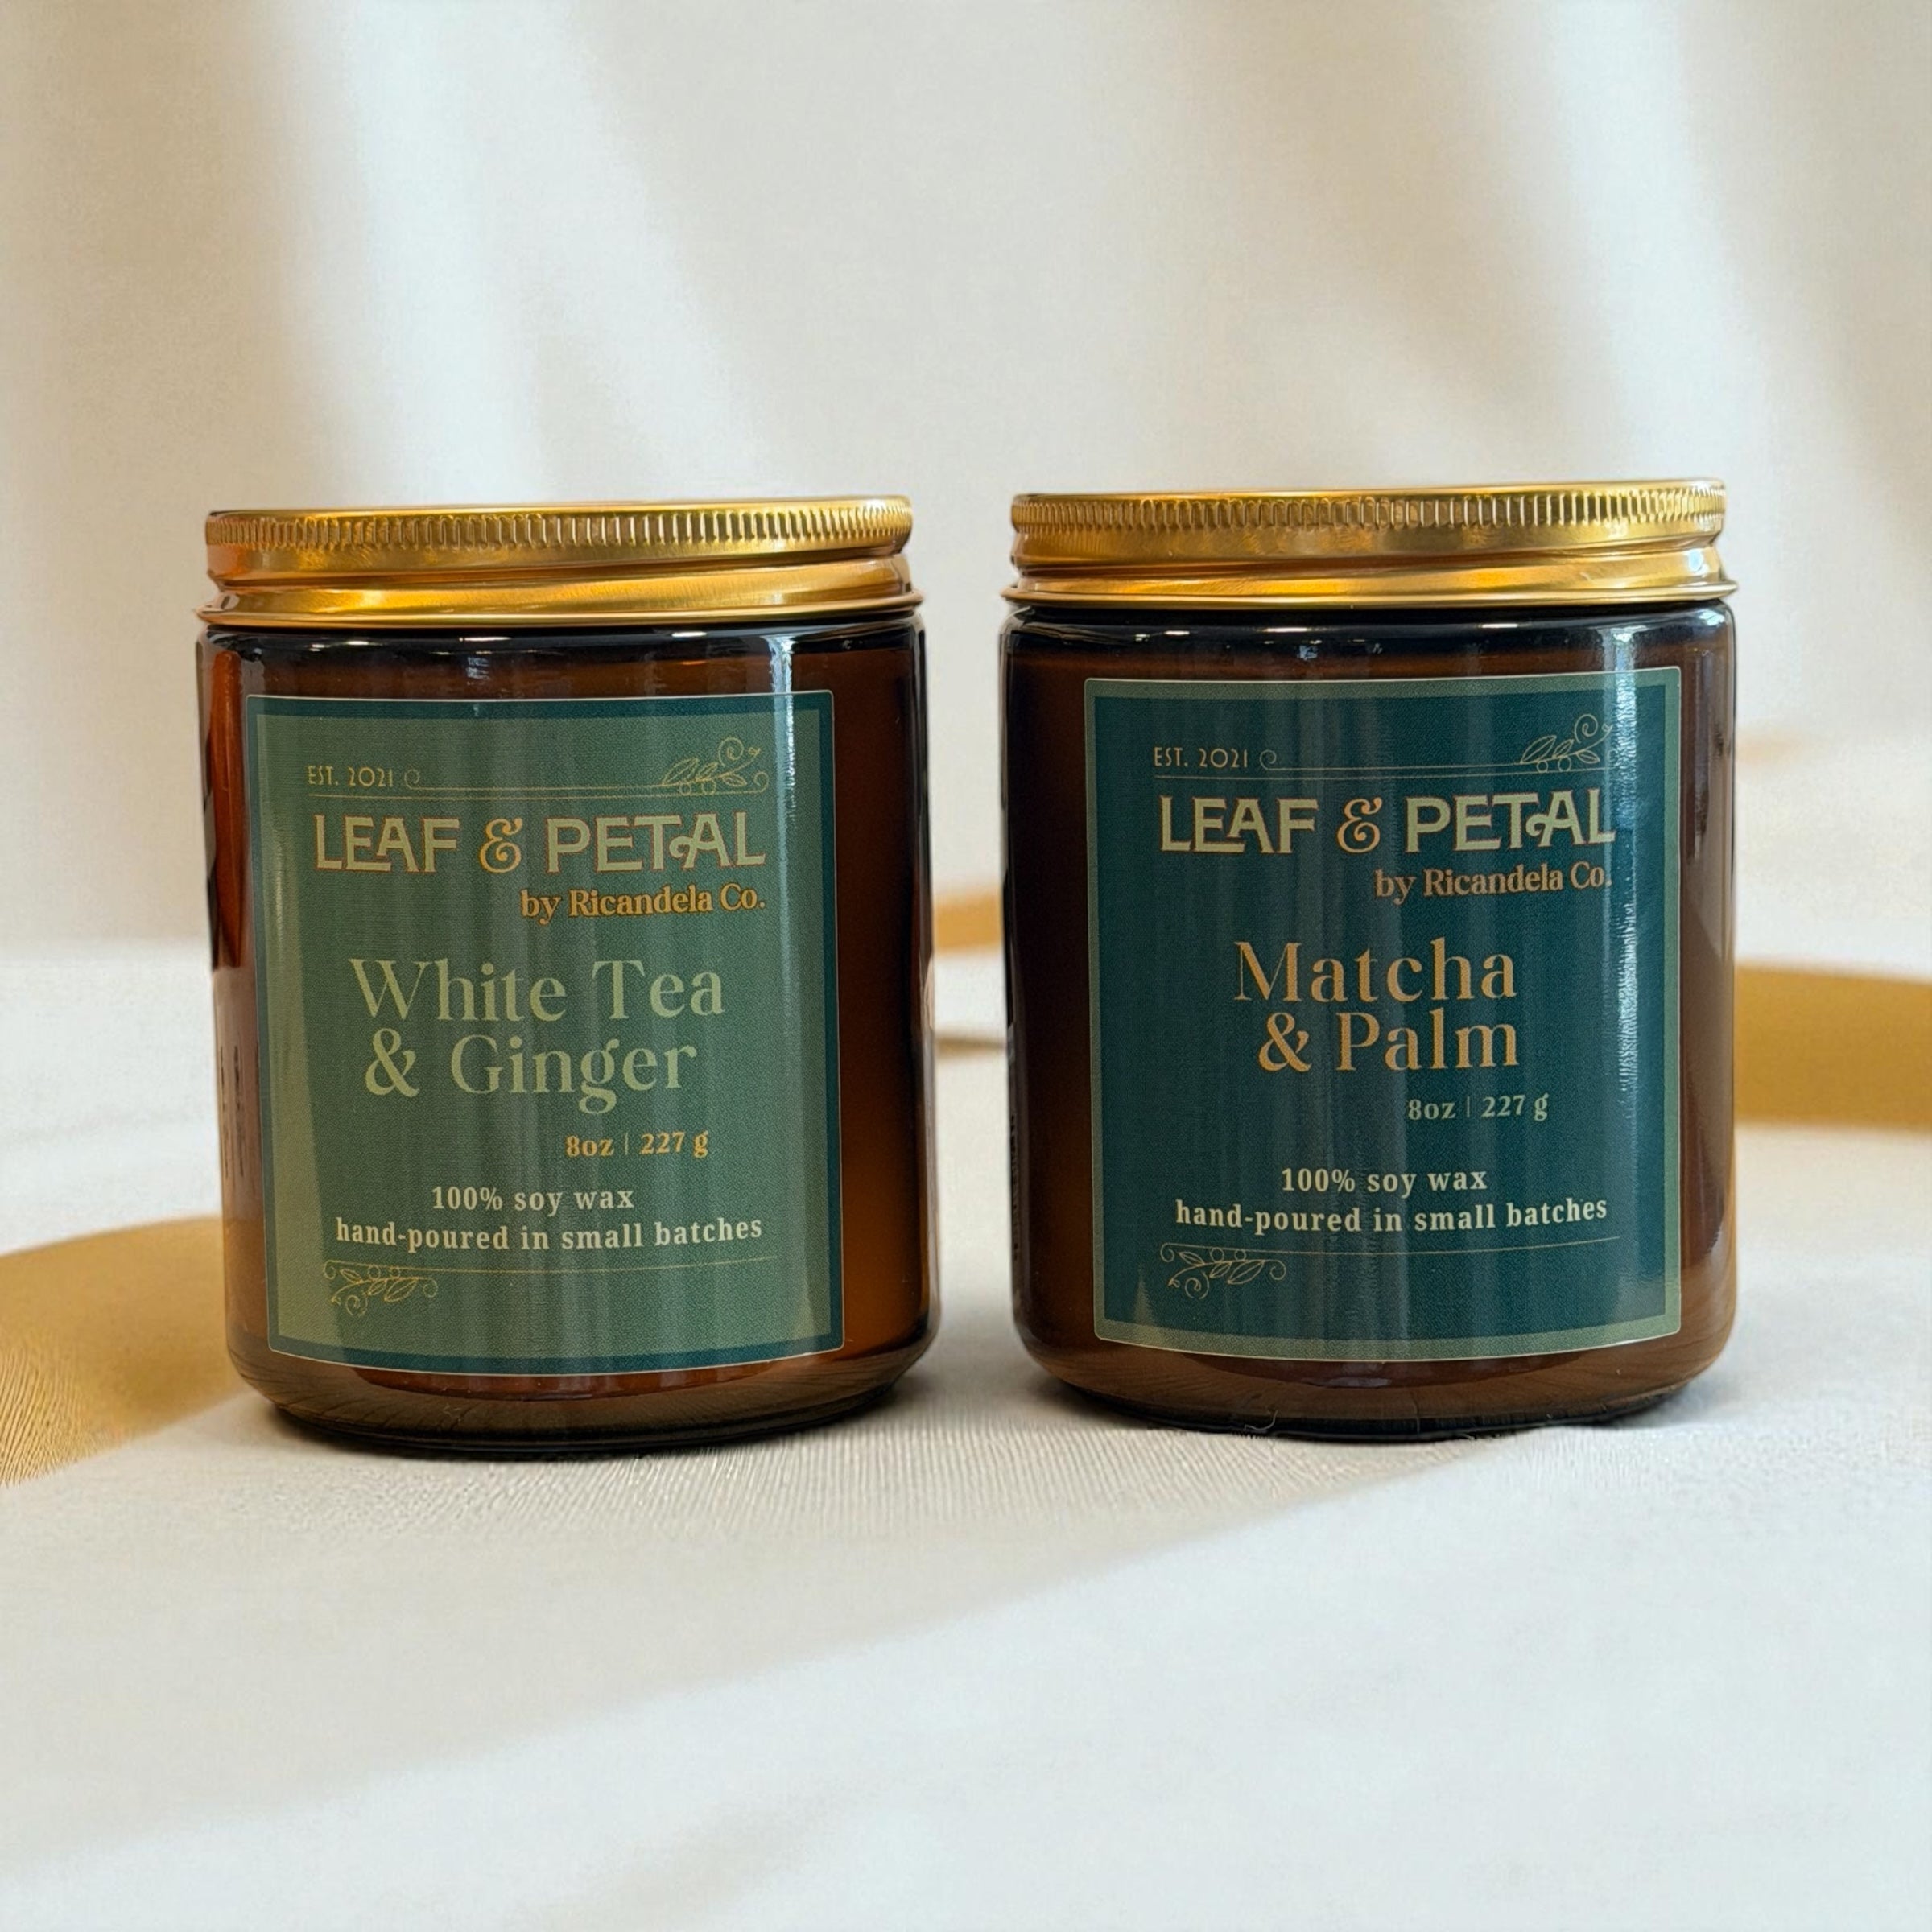 EST. 2021
LEAF & PETAL
by Ricandela Co.
White Tea
& Ginger
8oz | 227 g
100% soy wax
hand-poured in small batches
EST. 2021
LEAF & PETAL
by Ricandela Co.
Matcha
& Palm
8oz | 227 g
100% soy wax
hand-poured in small batches